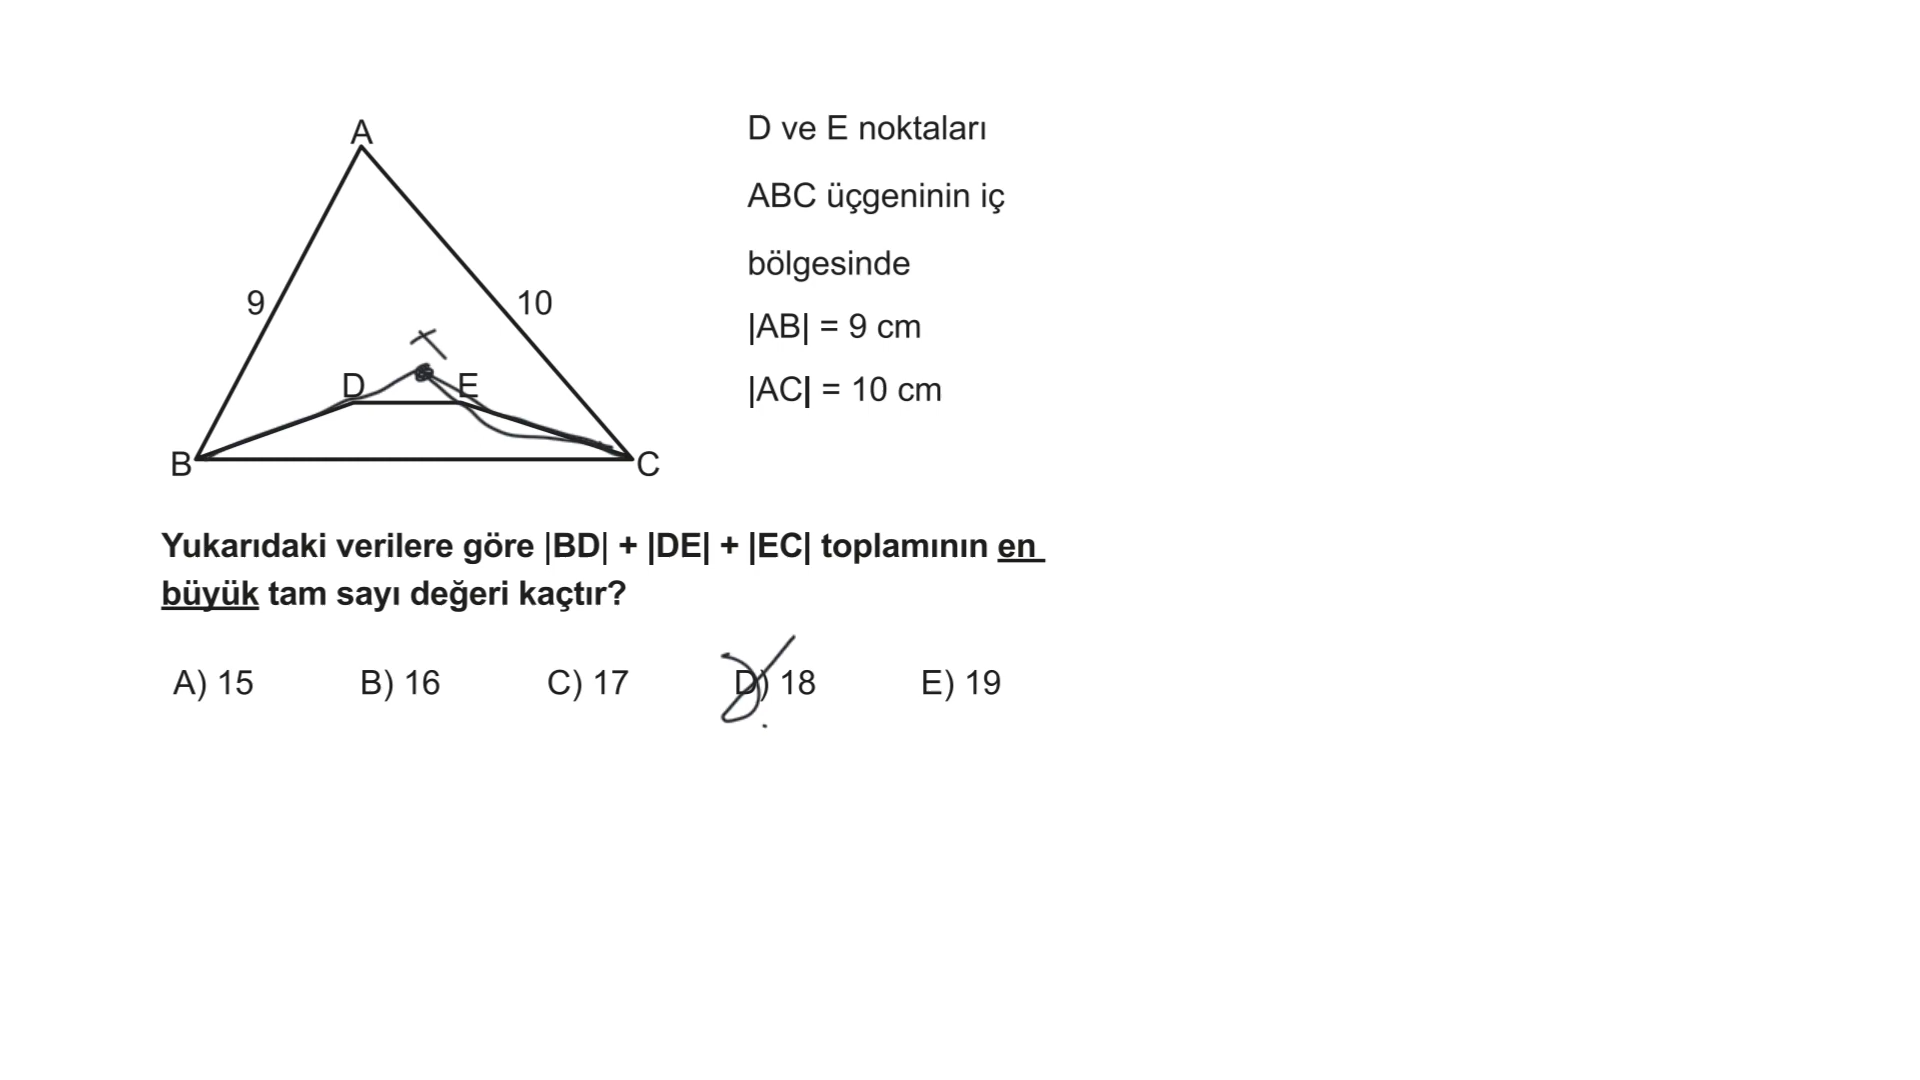 A
9
10
D
E
B
C
D ve E noktaları
ABC üçgeninin iç
bölgesinde
|AB| = 9 cm
|AC| = 10 cm
Yukarıdaki verilere göre |BD| + |DE| + |EC| toplamının en
büyük tam sayı değeri kaçtır?
A) 15 B) 16 C) 17 D) 18 E) 19